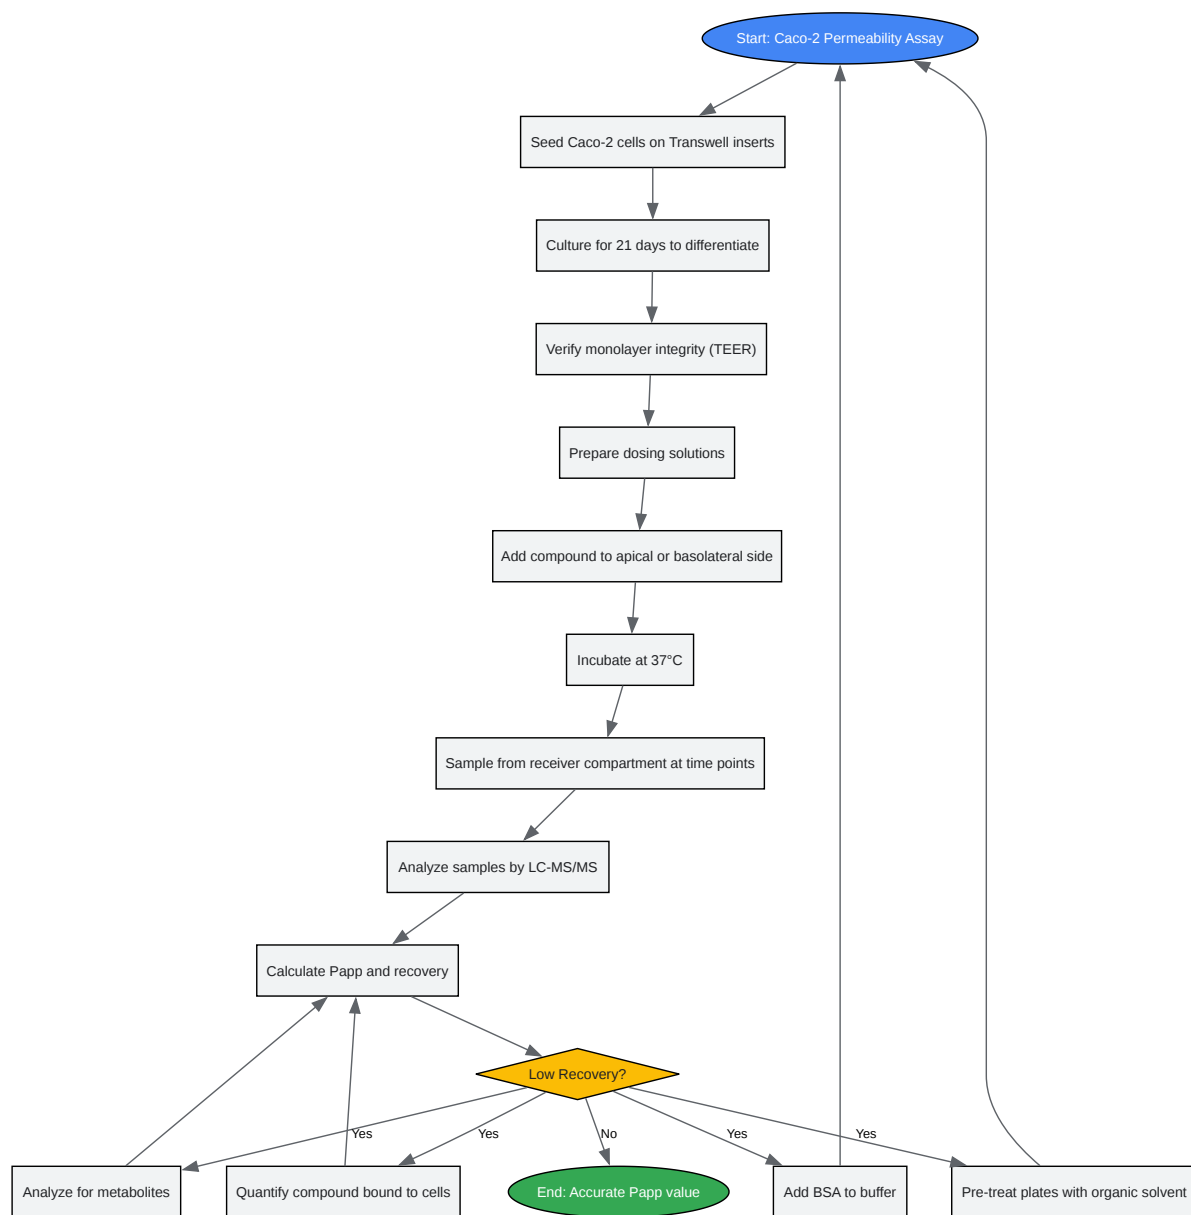 Start: Caco-2 Permeability Assay
Seed Caco-2 cells on Transwell inserts
Culture for 21 days to differentiate
Verify monolayer integrity (TEER)
Prepare dosing solutions
Add compound to apical or basolateral side
Incubate at 37°C
Sample from receiver compartment at time points
Analyze samples by LC-MS/MS
Calculate Papp and recovery
Low Recovery?
Yes
Yes
No
Yes
Yes
Analyze for metabolites
Quantify compound bound to cells
End: Accurate Papp value
Add BSA to buffer
Pre-treat plates with organic solvent